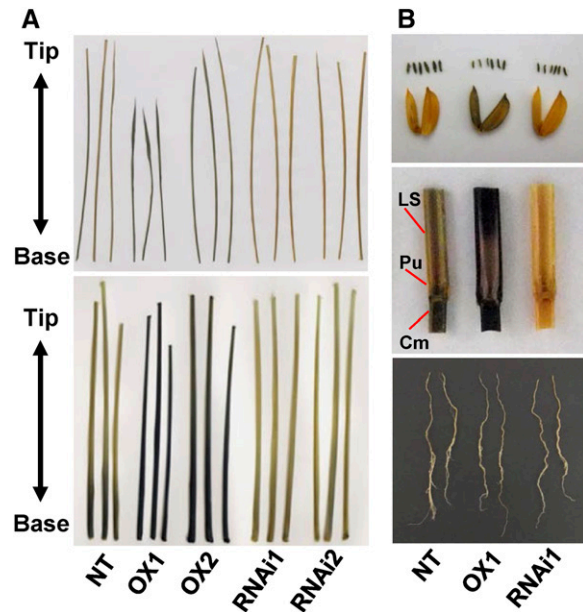 A
Tip
Base
Tip
Base
NT
OX1
OX2
RNAi1
RNAi2
B
LS
Pu
Cm
NT
OX1
RNAi1